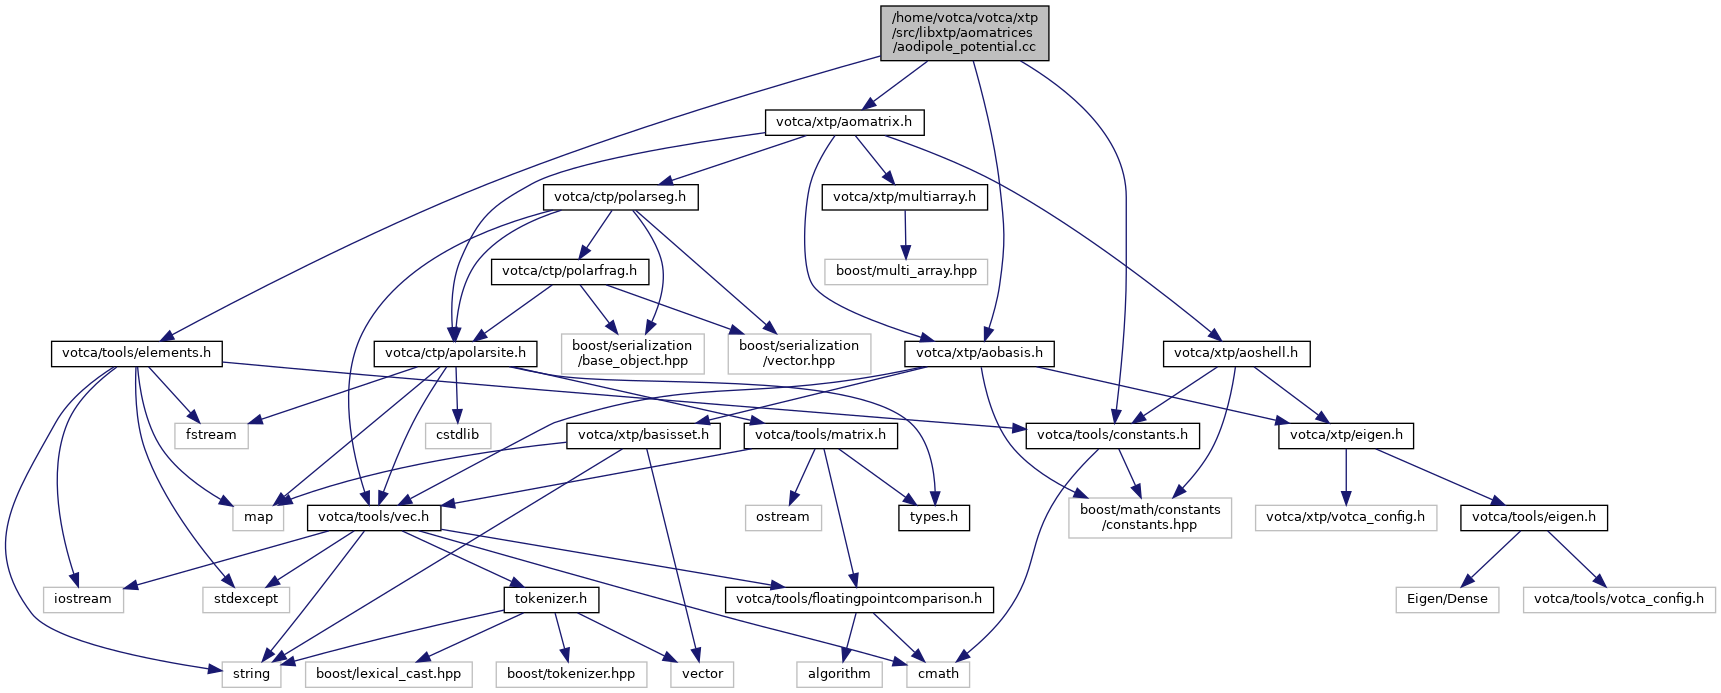 /home/votca/votca/xtp
/src/libxtp/aomatrices
/aodipole_potential.cc
votca/xtp/aomatrix.h
votca/ctp/polarseg.h
votca/xtp/multiarray.h
votca/ctp/polarfrag.h
boost/multi_array.hpp
votca/tools/elements.h
votca/ctp/apolarsite.h
boost/serialization
/base_object.hpp
boost/serialization
/vector.hpp
votca/xtp/aobasis.h
votca/xtp/aoshell.h
fstream
cstdlib
votca/xtp/basisset.h
votca/tools/matrix.h
votca/tools/constants.h
votca/xtp/eigen.h
map
votca/tools/vec.h
ostream
types.h
boost/math/constants
/constants.hpp
votca/xtp/votca_config.h
votca/tools/eigen.h
iostream
stdexcept
tokenizer.h
votca/tools/floatingpointcomparison.h
Eigen/Dense
votca/tools/votca_config.h
string
boost/lexical_cast.hpp
boost/tokenizer.hpp
vector
algorithm
cmath